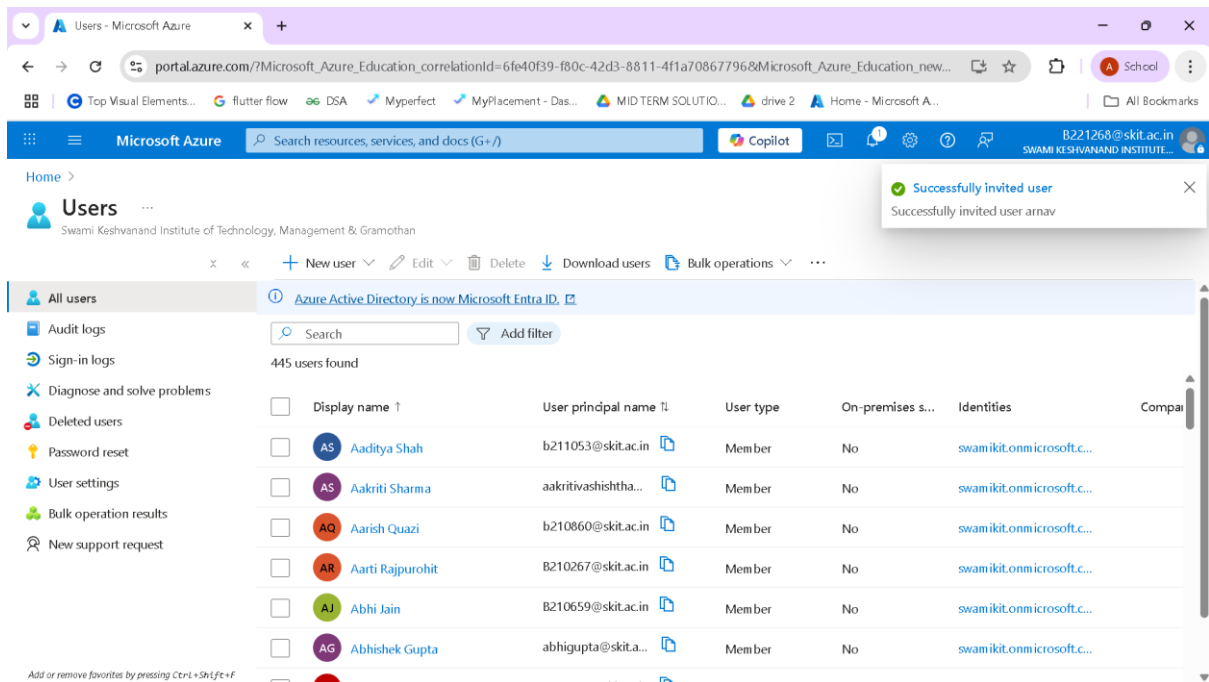 Users - Microsoft Azure
portal.azure.com/?Microsoft_Azure_Education_correlationId=6fe40f39-f80c-42d3-8811-4f1a70867796&Microsoft_Azure_Education_new...
A School
Top Visual Elements... flutter flow DSA Myperfect MyPlacement - Das... MID TERM SOLUTIO... drive 2 Home - Microsoft A... All Bookmarks
Microsoft Azure Search resources, services, and docs (G+/) Copilot 1 B221268@skit.ac.in
SWAMI KESHVANAND INSTITUTE...
Home >
Successfully invited user
Successfully invited user arnav
Users ...
Swami Keshvanand Institute of Technology, Management & Gramothan
« New user Edit Delete Download users Bulk operations ...
All users
Audit logs
Sign-in logs
Diagnose and solve problems
Deleted users
Password reset
User settings
Bulk operation results
New support request
Azure Active Directory is now Microsoft Entra ID.
Search Add filter
445 users found
Display name ↑ User principal name ↑↓ User type On-premises s... Identities Compar
AS Aaditya Shah b211053@skit.ac.in Member No swamikit.onmicrosoft.c...
AS Aakriti Sharma aakritivashishtha... Member No swamikit.onmicrosoft.c...
AQ Aarish Quazi b210860@skit.ac.in Member No swamikit.onmicrosoft.c...
AR Aarti Rajpurohit B210267@skit.ac.in Member No swamikit.onmicrosoft.c...
AJ Abhi Jain B210659@skit.ac.in Member No swamikit.onmicrosoft.c...
AG Abhishek Gupta abhigupta@skit.a... Member No swamikit.onmicrosoft.c...
Add or remove favorites by pressing Ctrl+Shift+F